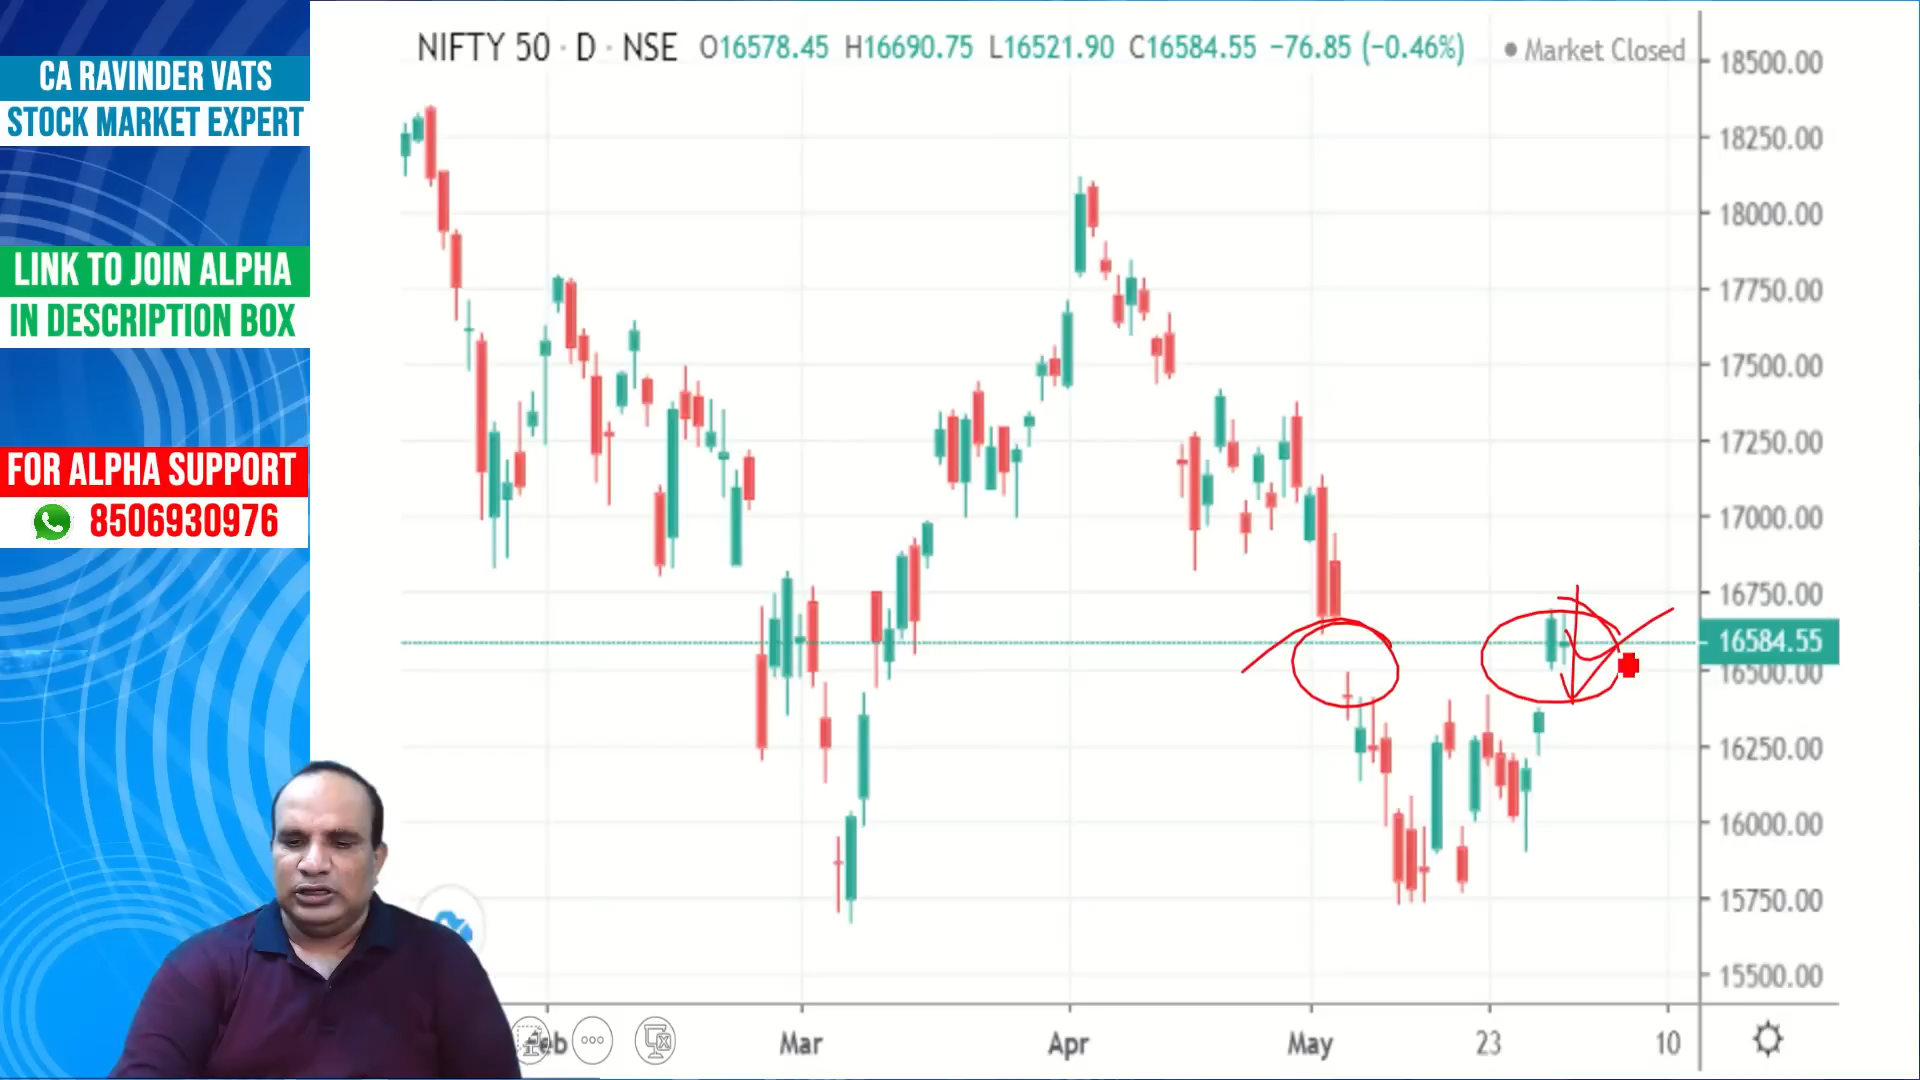 CA RAVINDER VATS
STOCK MARKET EXPERT
LINK TO JOIN ALPHA
IN DESCRIPTION BOX
FOR ALPHA SUPPORT
8506930976
NIFTY 50 · D · NSE O16578.45 H16690.75 L16521.90 C16584.55 −76.85 (−0.46%) ● Market Closed
18500.00
18250.00
18000.00
17750.00
17500.00
17250.00
17000.00
16750.00
16584.55
16500.00
16250.00
16000.00
15750.00
15500.00
Mar Apr May 23 10